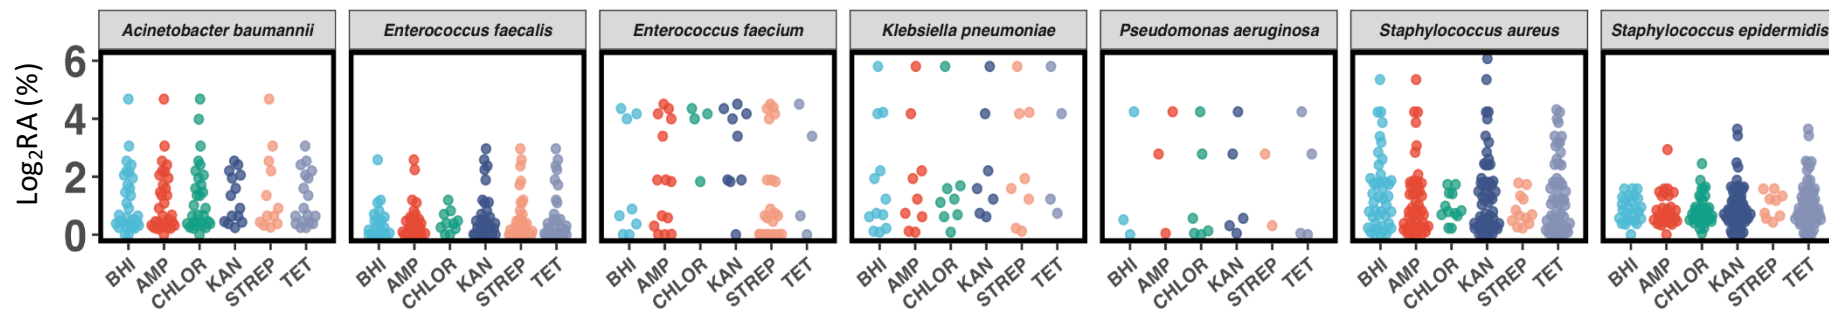 Acinetobacter baumannii
Enterococcus faecalis
Enterococcus faecium
Klebsiella pneumoniae
Pseudomonas aeruginosa
Staphylococcus aureus
Staphylococcus epidermidis
Log₂RA (%)
6
4
2
0
BHI AMP CHLOR KAN STREP TET
BHI AMP CHLOR KAN STREP TET
BHI AMP CHLOR KAN STREP TET
BHI AMP CHLOR KAN STREP TET
BHI AMP CHLOR KAN STREP TET
BHI AMP CHLOR KAN STREP TET
BHI AMP CHLOR KAN STREP TET